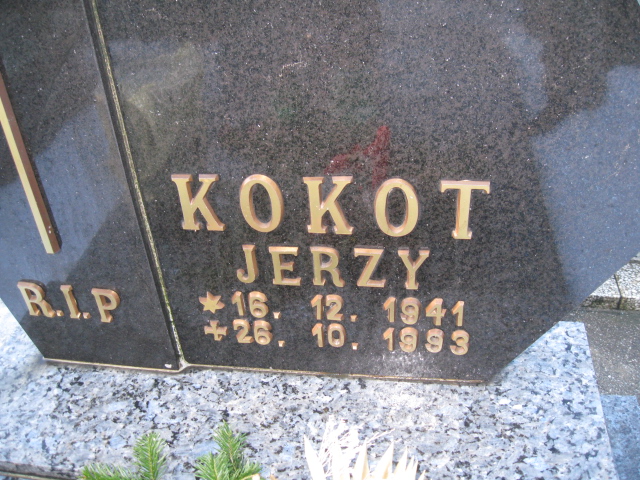 KOKOT
JERZY
* 16. 12. 1941
+ 26. 10. 1993
R.I.P